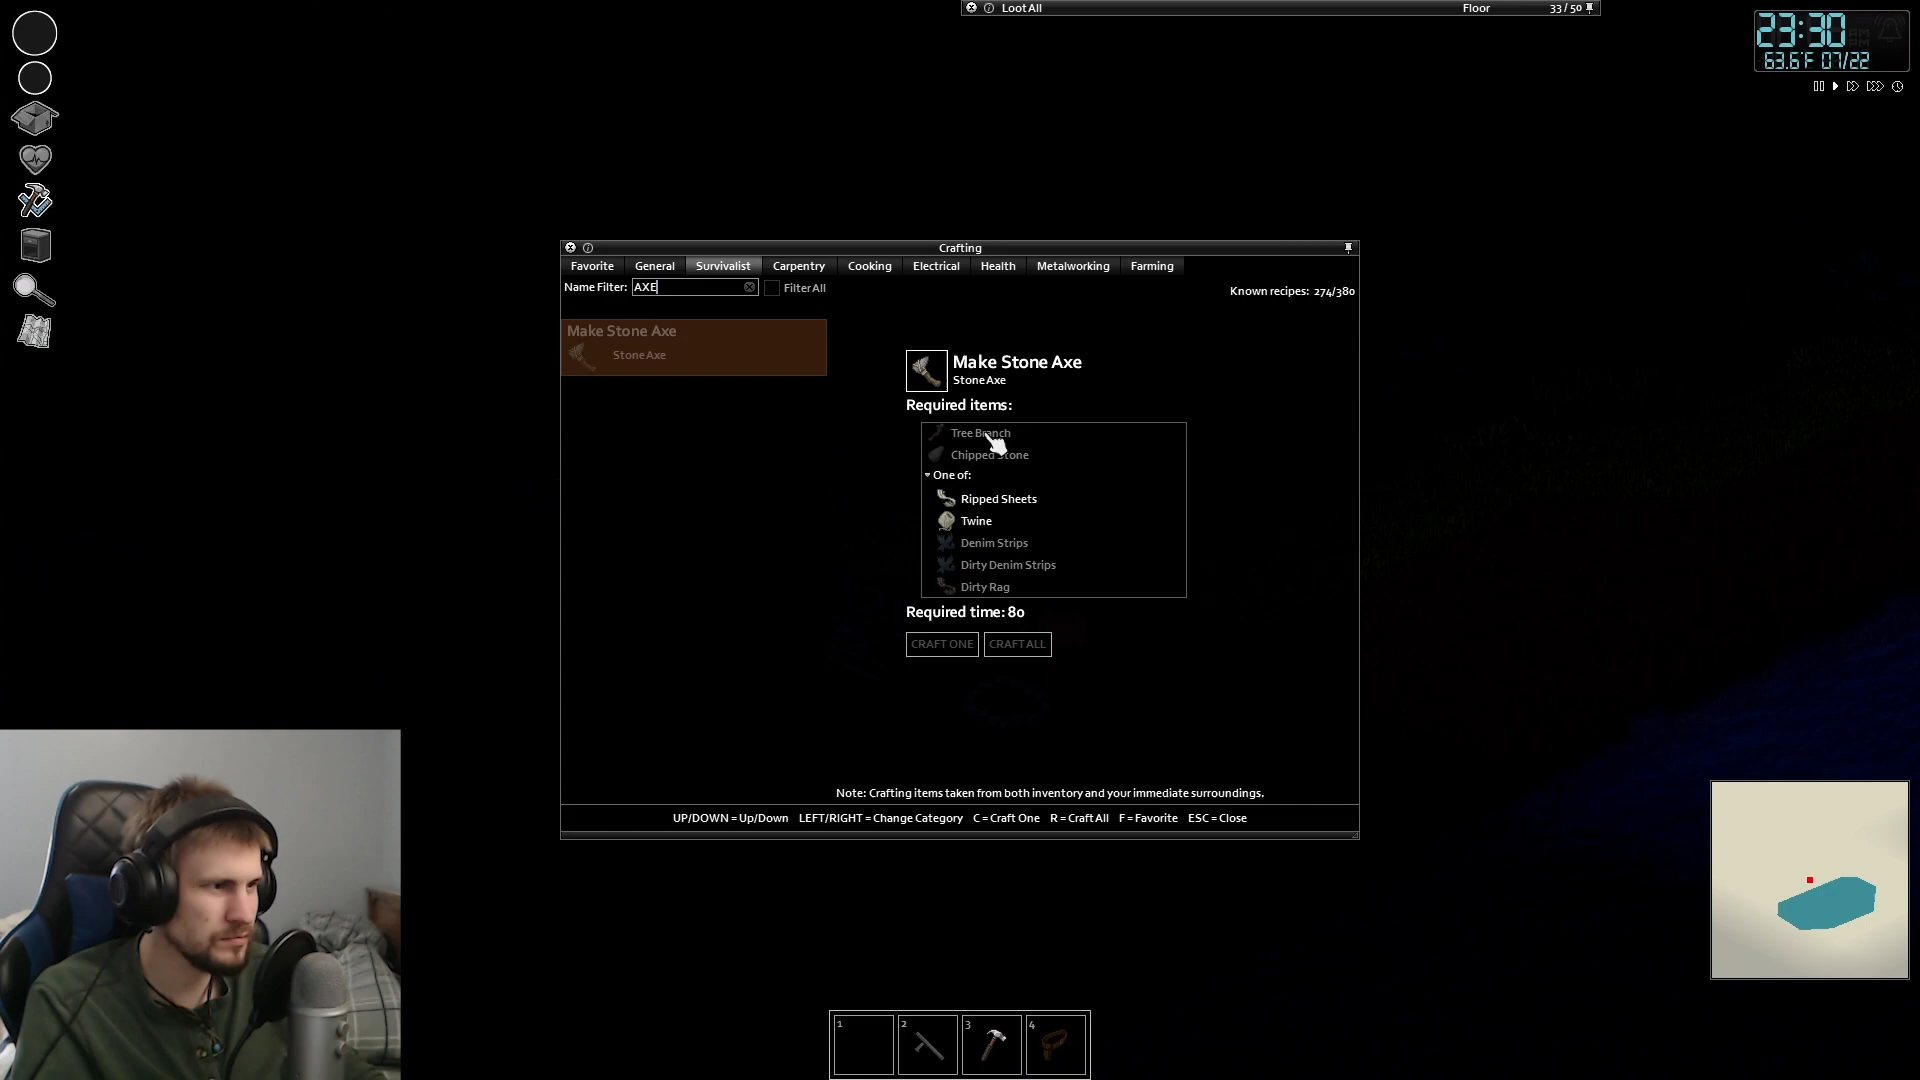 Loot All Floor 33 / 50
23:30
AM
PM
63.6°F 07/22
Crafting
Favorite General Survivalist Carpentry Cooking Electrical Health Metalworking Farming
Name Filter: AXE Filter All
Known recipes: 274/380
Make Stone Axe
Stone Axe
Make Stone Axe
Stone Axe
Required items:
Tree Branch
Chipped Stone
One of:
Ripped Sheets
Twine
Denim Strips
Dirty Denim Strips
Dirty Rag
Required time: 80
CRAFT ONE CRAFT ALL
Note: Crafting items taken from both inventory and your immediate surroundings.
UP/DOWN = Up/Down LEFT/RIGHT = Change Category C = Craft One R = Craft All F = Favorite ESC = Close
1 2 3 4